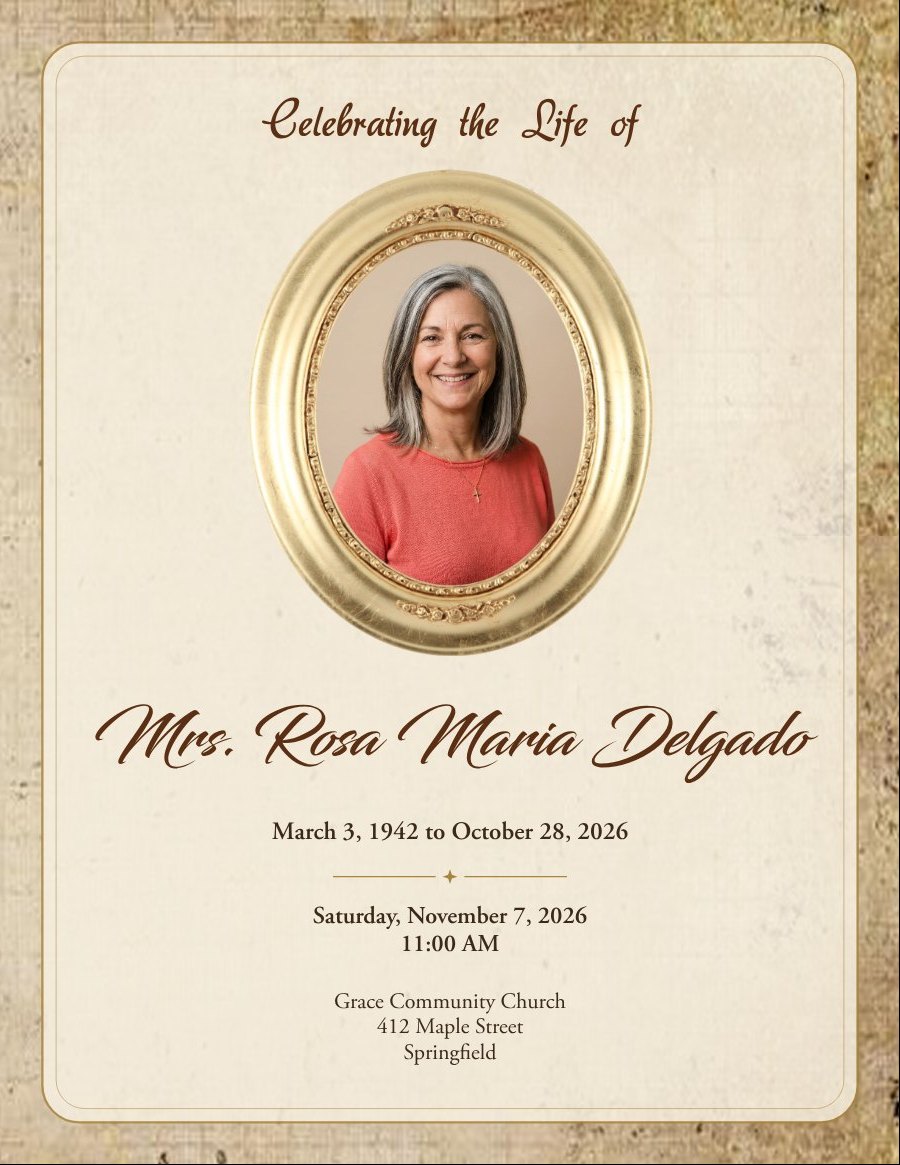 Celebrating the Life of
Mrs. Rosa Maria Delgado
March 3, 1942 to October 28, 2026
Saturday, November 7, 2026
11:00 AM
Grace Community Church
412 Maple Street
Springfield